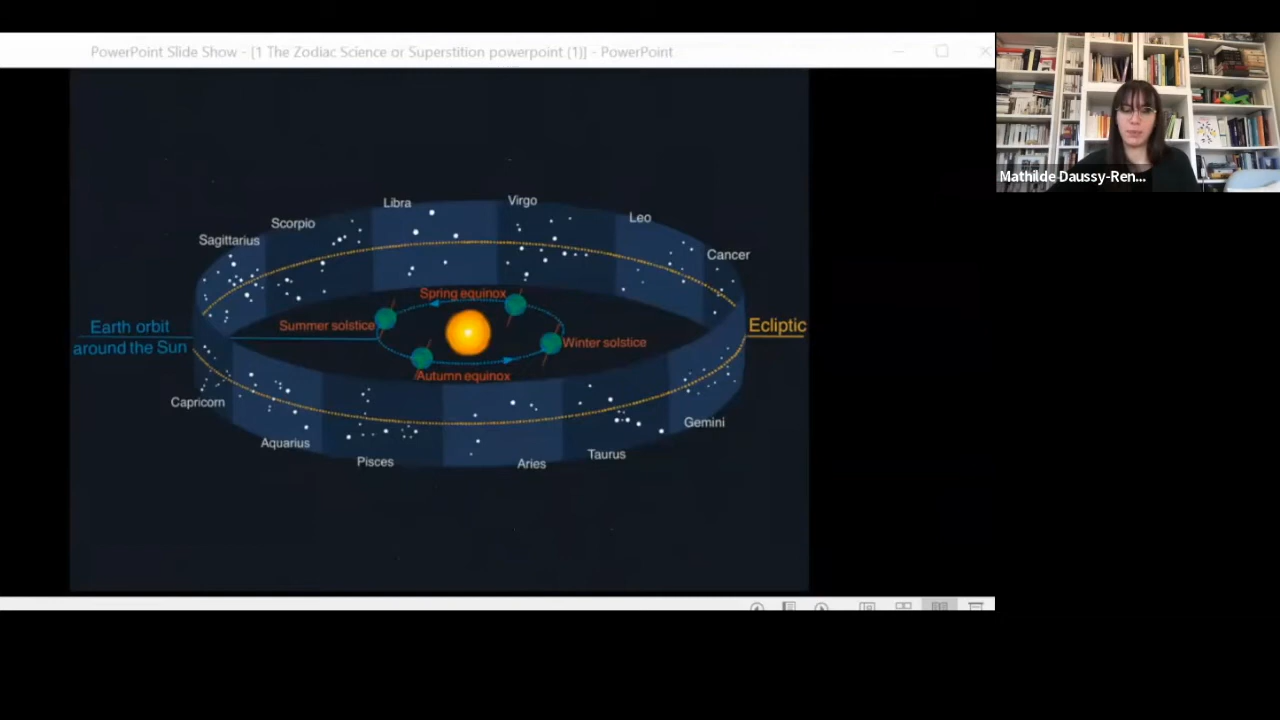 PowerPoint Slide Show - [1 The Zodiac Science or Superstition powerpoint (1)] - PowerPoint
Mathilde Daussy-Ren...
Libra
Virgo
Scorpio
Leo
Sagittarius
Cancer
Spring equinox
Summer solstice
Earth orbit
around the Sun
Ecliptic
Winter solstice
Autumn equinox
Capricorn
Gemini
Aquarius
Taurus
Pisces
Aries